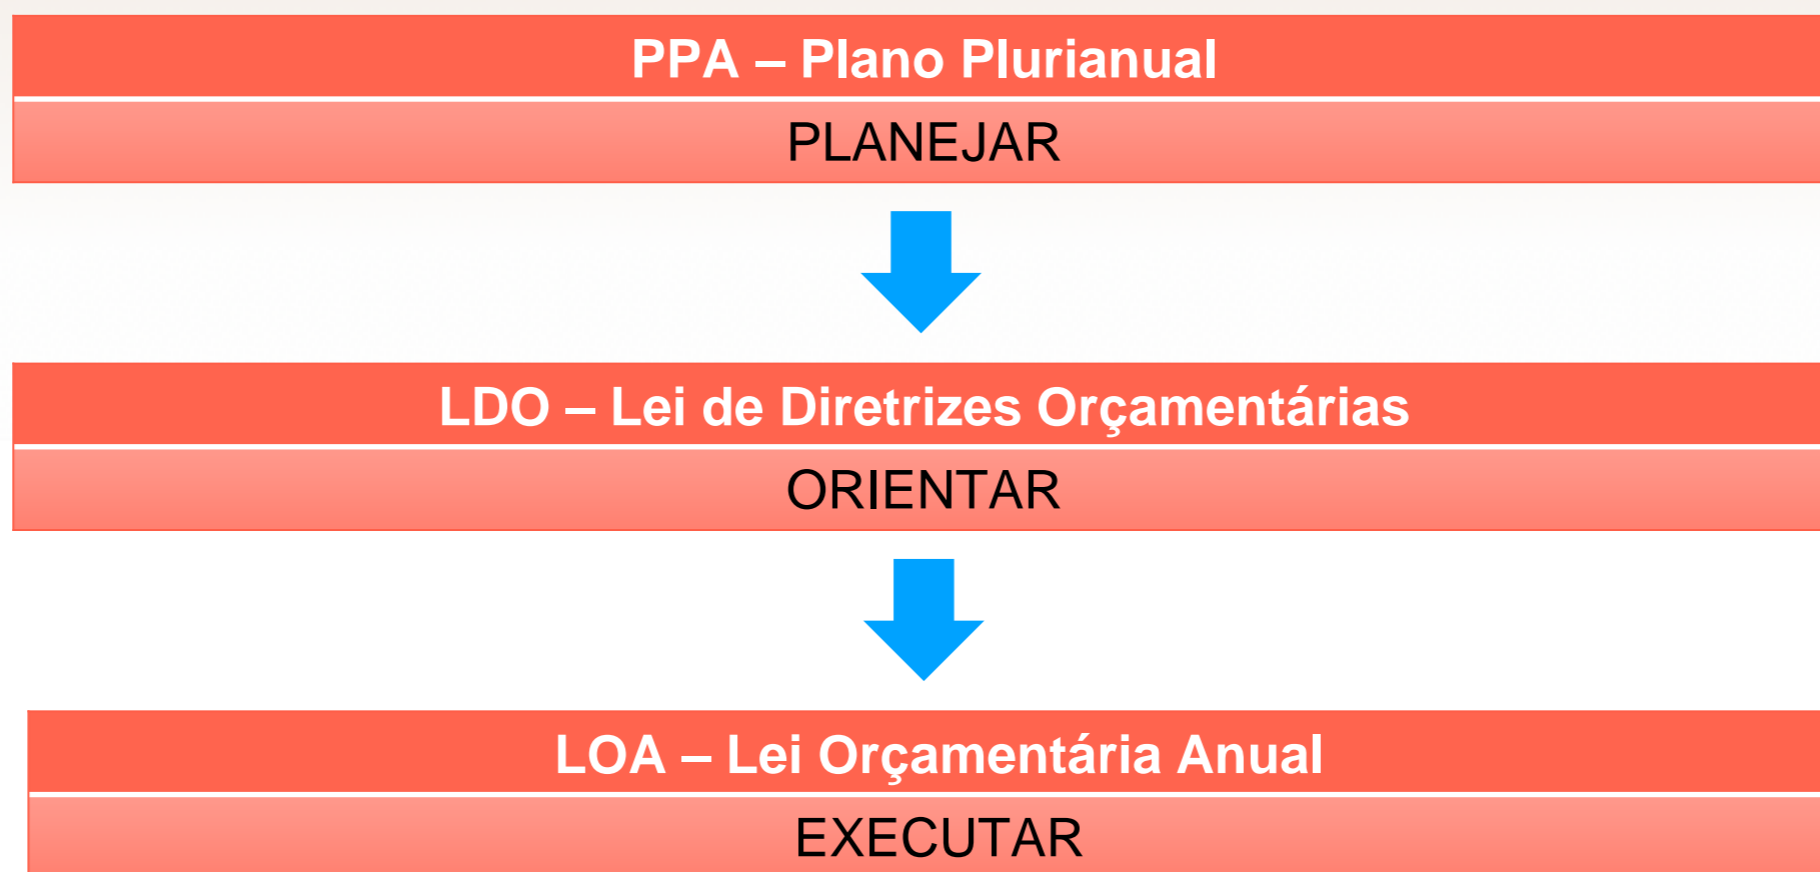 PPA – Plano Plurianual
PLANEJAR
LDO – Lei de Diretrizes Orçamentárias
ORIENTAR
LOA – Lei Orçamentária Anual
EXECUTAR